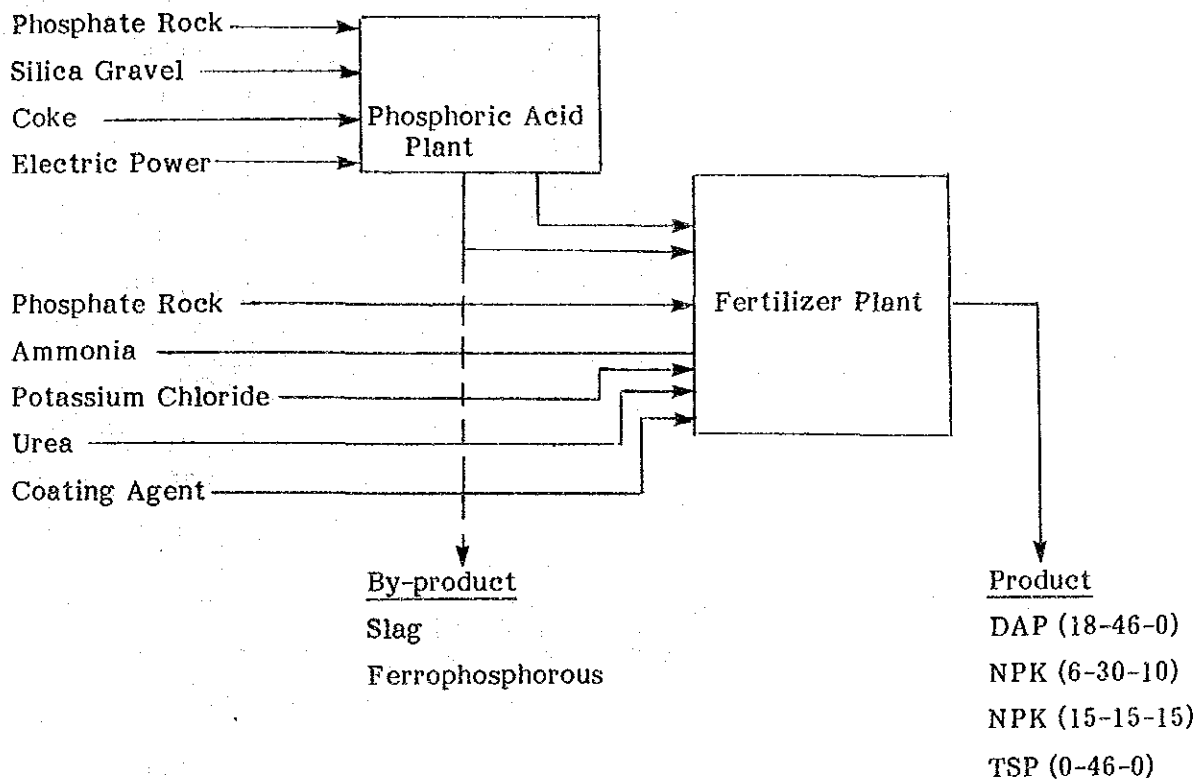 Phosphate Rock
Silica Gravel
Coke
Electric Power
Phosphoric Acid
Plant
Phosphate Rock
Ammonia
Potassium Chloride
Urea
Coating Agent
Fertilizer Plant
By-product
Slag
Ferrophosphorous
Product
DAP (18-46-0)
NPK (6-30-10)
NPK (15-15-15)
TSP (0-46-0)